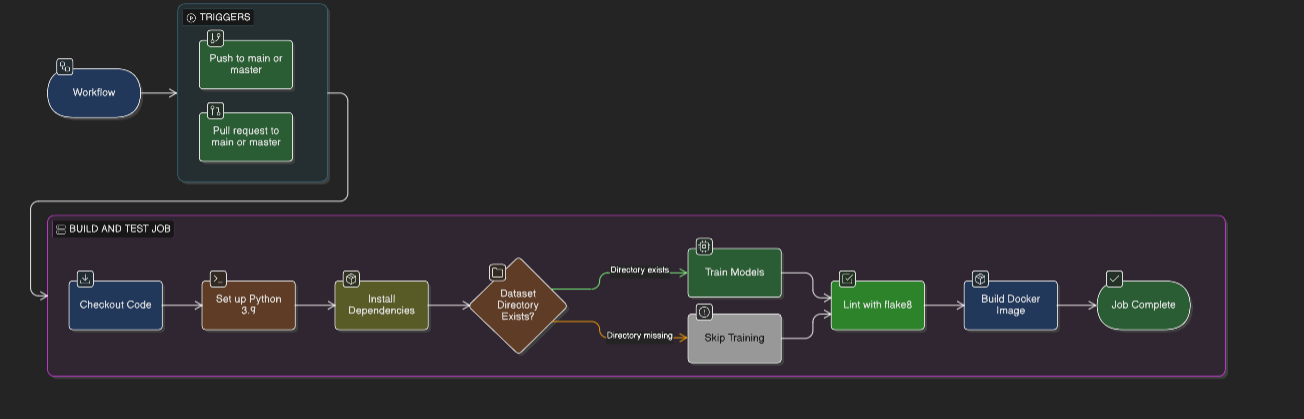 TRIGGERS
Push to main or
master
Workflow
Pull request to
main or master
BUILD AND TEST JOB
Checkout Code
Set up Python
3.9
Install
Dependencies
Dataset
Directory
Exists?
Directory exists
Train Models
Directory missing
Skip Training
Lint with flake8
Build Docker
Image
Job Complete